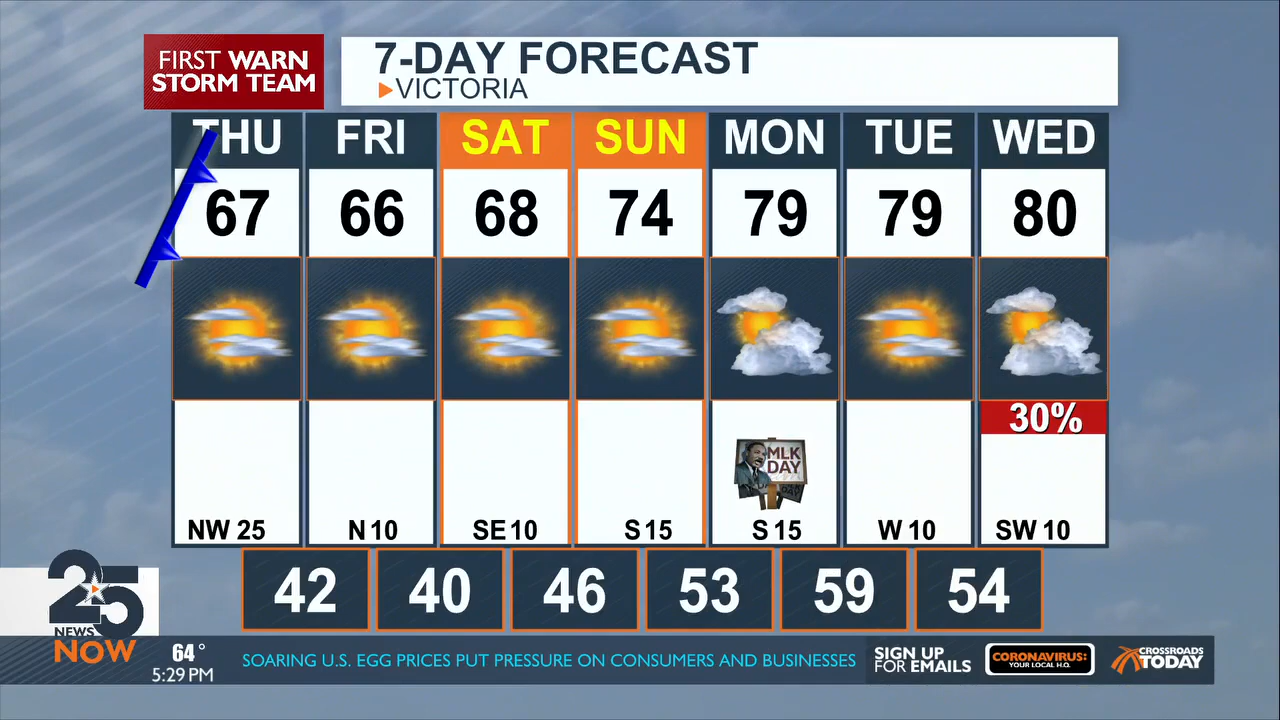 FIRST WARN
STORM TEAM
7-DAY FORECAST
VICTORIA
THU FRI SAT SUN MON TUE WED
67 66 68 74 79 79 80
30%
MLK
DAY
NW 25 N 10 SE 10 S 15 S 15 W 10 SW 10
42 40 46 53 59 54
25
NEWS
NOW
64°
5:29 PM
SOARING U.S. EGG PRICES PUT PRESSURE ON CONSUMERS AND BUSINESSES
SIGN UP
FOR EMAILS
CORONAVIRUS:
YOUR LOCAL H.Q.
CROSSROADS
TODAY